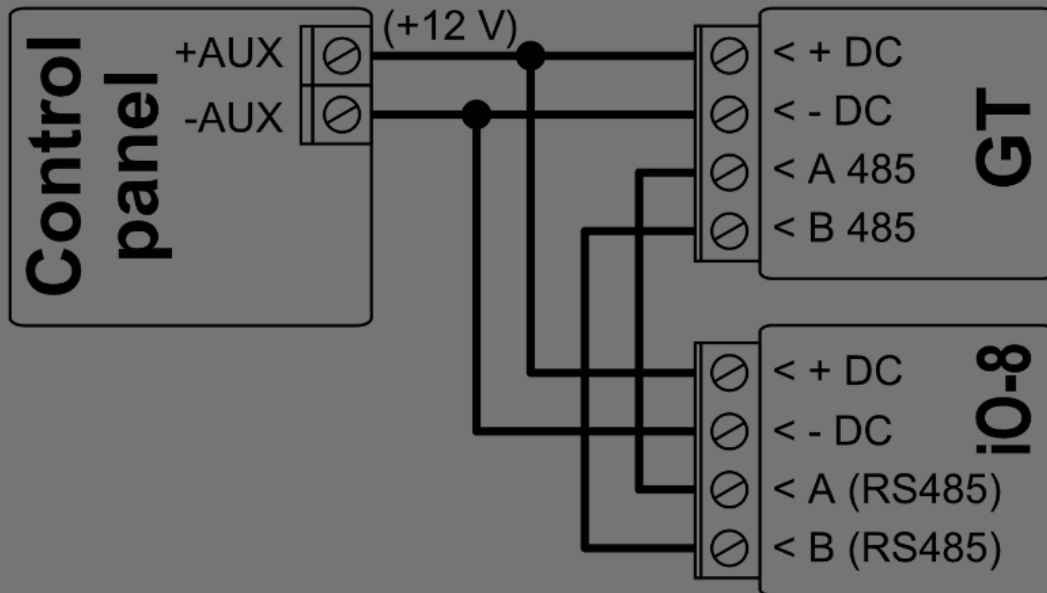 Control
panel
+AUX
-AUX
(+12 V)
< + DC
< - DC
< A 485
< B 485
GT
< + DC
< - DC
< A (RS485)
< B (RS485)
iO-8